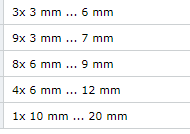 3x 3 mm ... 6 mm
9x 3 mm ... 7 mm
8x 6 mm ... 9 mm
4x 6 mm ... 12 mm
1x 10 mm ... 20 mm